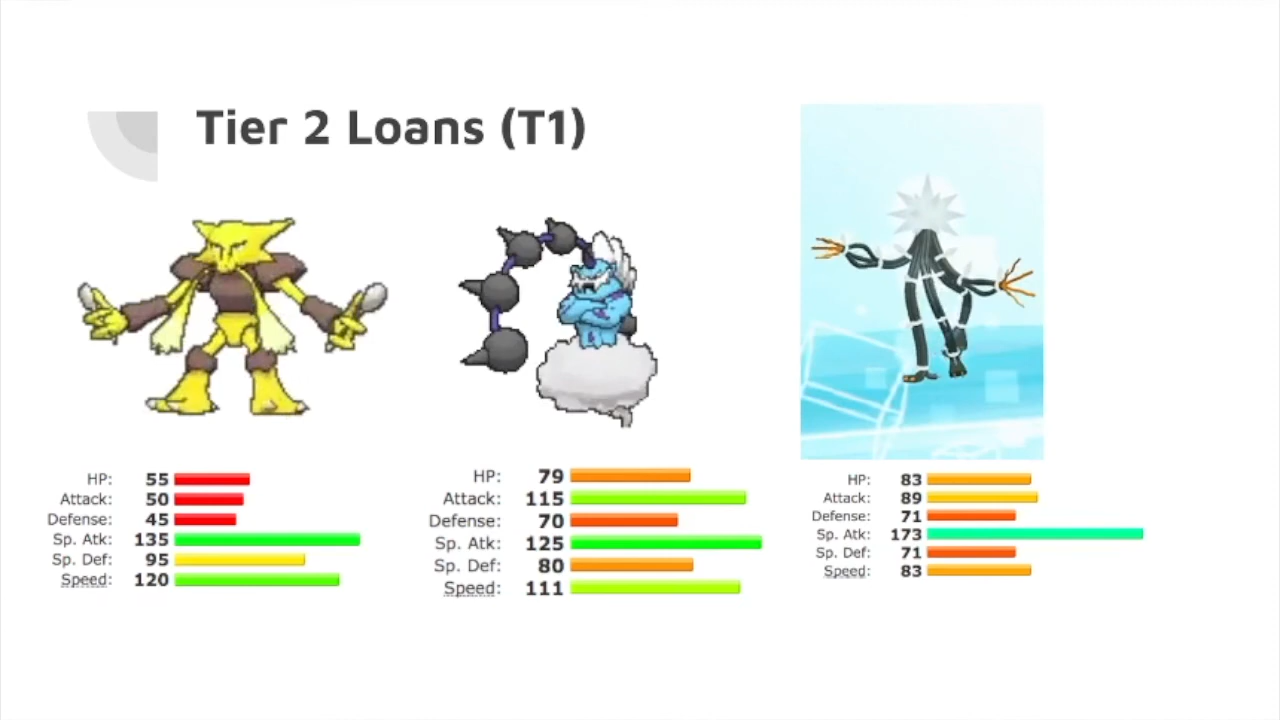 Tier 2 Loans (T1)
HP: 55
Attack: 50
Defense: 45
Sp. Atk: 135
Sp. Def: 95
Speed: 120
HP: 79
Attack: 115
Defense: 70
Sp. Atk: 125
Sp. Def: 80
Speed: 111
HP: 83
Attack: 89
Defense: 71
Sp. Atk: 173
Sp. Def: 71
Speed: 83